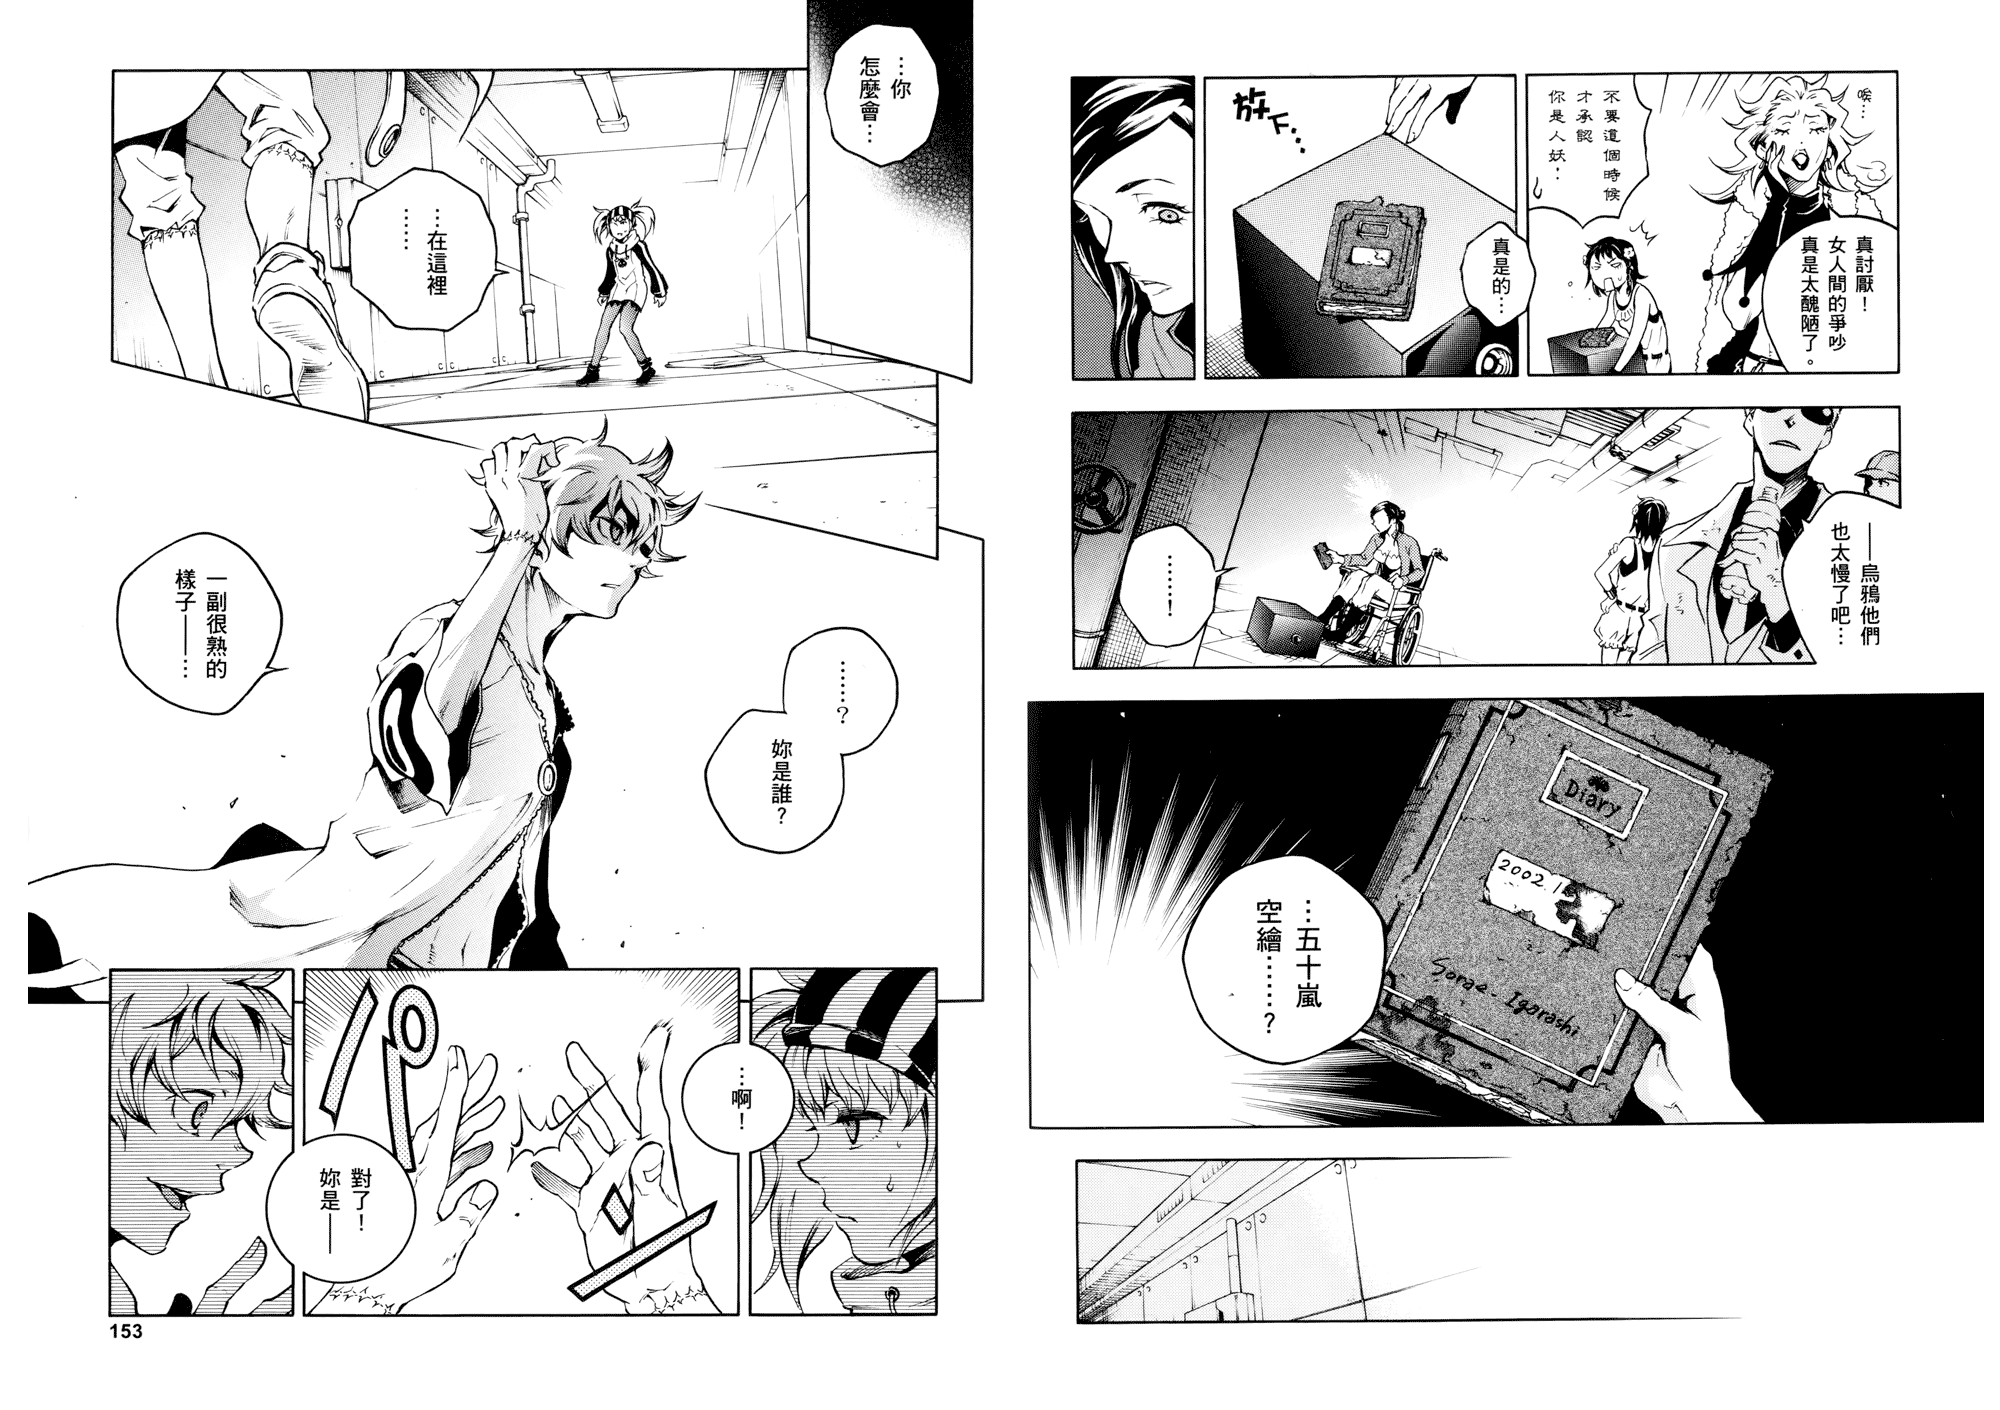 唉…
真討厭！
女人間的爭吵
真是太醜陋了。
不要這個時候
才承認
你是人妖…
放下…
真是的…
——烏鴉他們
也太慢了吧…
………！
Diary
2002.1
Sorae-Igarashi
…五十嵐
空繪……？
…你
怎麼會…
…在這裡
……
……？
妳是誰？
一副很熟的
樣子——…
…啊！
パン
對了！
妳是——
153